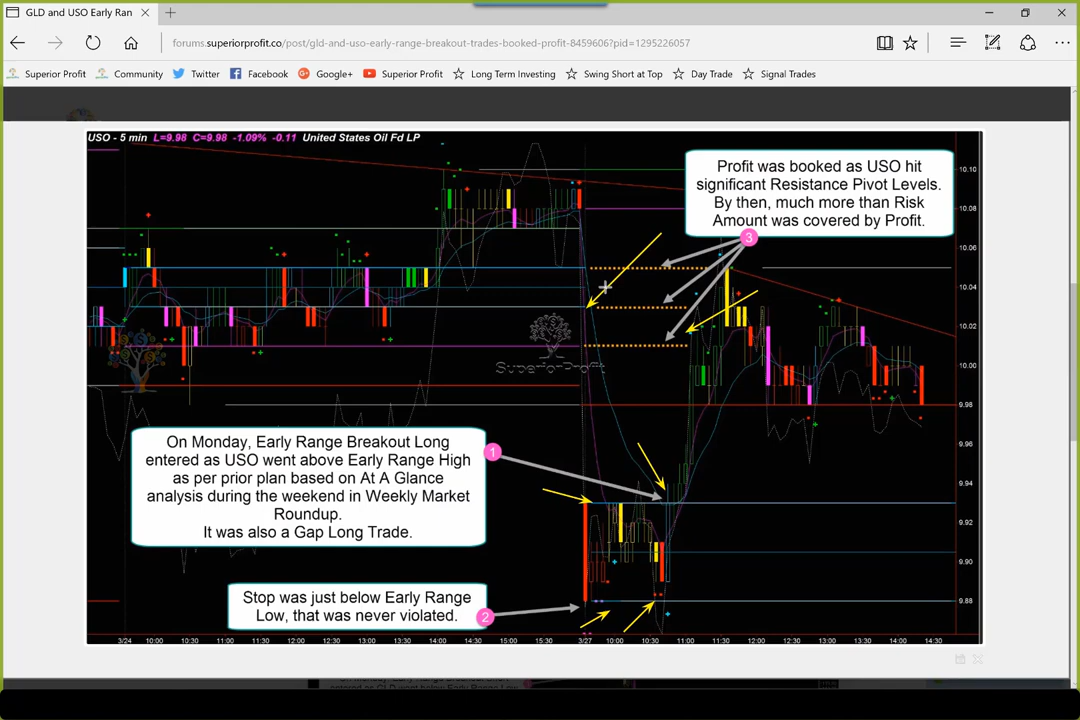 GLD and USO Early Ran
forums.superiorprofit.co/post/gld-and-uso-early-range-breakout-trades-booked-profit-8459606?pid=1295226057
Superior Profit Community Twitter Facebook Google+ Superior Profit Long Term Investing Swing Short at Top Day Trade Signal Trades
USO - 5 min L=9.98 C=9.98 -1.09% -0.11 United States Oil Fd LP
Profit was booked as USO hit
significant Resistance Pivot Levels.
By then, much more than Risk
Amount was covered by Profit.
3
10.10
10.08
10.06
10.04
10.02
10.00
9.98
9.96
9.94
9.92
9.90
9.88
SuperiorProfit
On Monday, Early Range Breakout Long
entered as USO went above Early Range High
as per prior plan based on At A Glance
analysis during the weekend in Weekly Market
Roundup.
It was also a Gap Long Trade.
1
Stop was just below Early Range
Low, that was never violated.
2
3/24 10:00 10:30 11:00 11:30 12:00 12:30 13:00 13:30 14:00 14:30 15:00 15:30 3/27 10:00 10:30 11:00 11:30 12:00 12:30 13:00 13:30 14:00 14:30